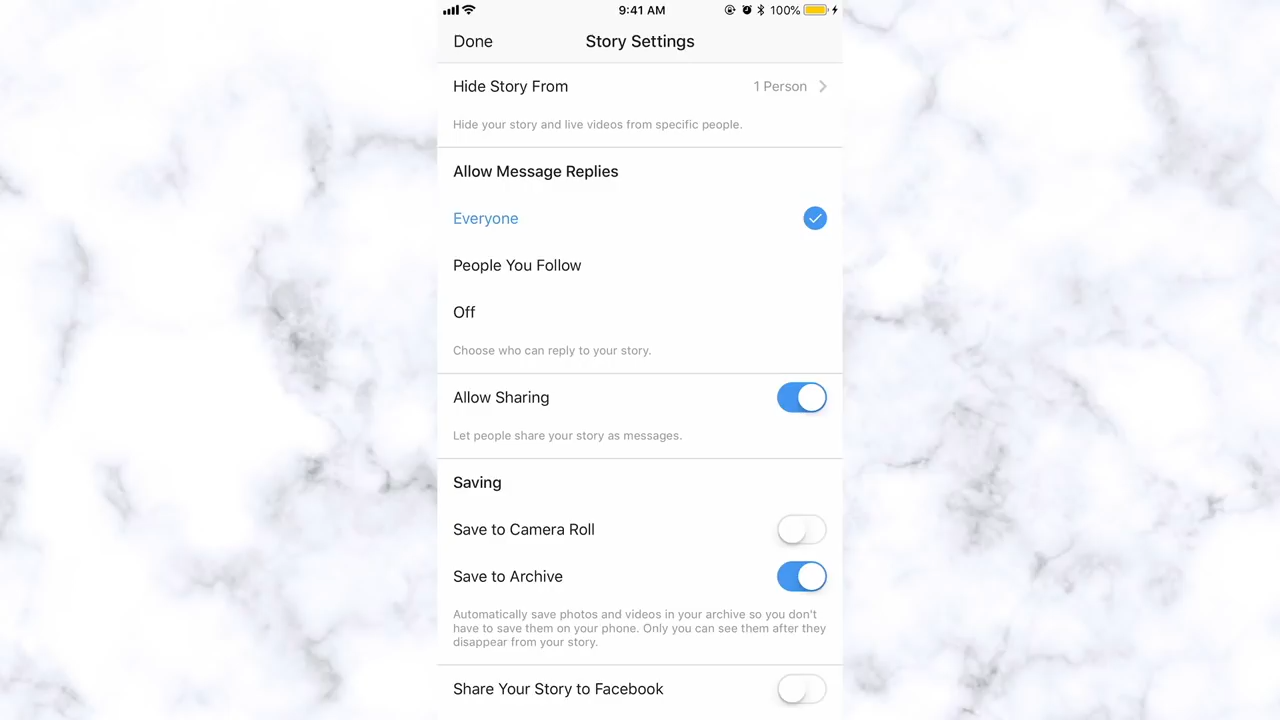 9:41 AM
100%
Done
Story Settings
Hide Story From
1 Person
Hide your story and live videos from specific people.
Allow Message Replies
Everyone
People You Follow
Off
Choose who can reply to your story.
Allow Sharing
Let people share your story as messages.
Saving
Save to Camera Roll
Save to Archive
Automatically save photos and videos in your archive so you don't
have to save them on your phone. Only you can see them after they
disappear from your story.
Share Your Story to Facebook